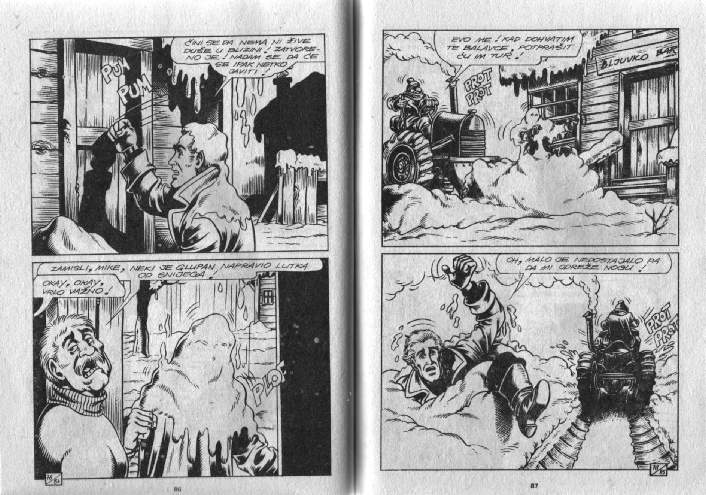 ČINI SE DA NEMA NI ŽIVE
DUŠE U BLIZINI! ZATVORE-
NO JE! NADAM SE DA ĆE
SE IPAK NETKO
JAVITI!
PUM
PUM
ZAMISLI, MIKE, NEKI JE GLUPAN NAPRAVIO LUTKA
OD SNIJEGA!
OKAY, OKAY,
VRLO VAŽNO!
PLOF
86
EVO ME! KAD DOHVATIM
TE BALAVCE, POTPRAŠIT
ĆU IM TUR!
PROT
PROT
BLJUVKO BAR
OH, MALO JE NEDOSTAJALO PA
DA MI ODREŽE NOGU!
PROT
PROT
87